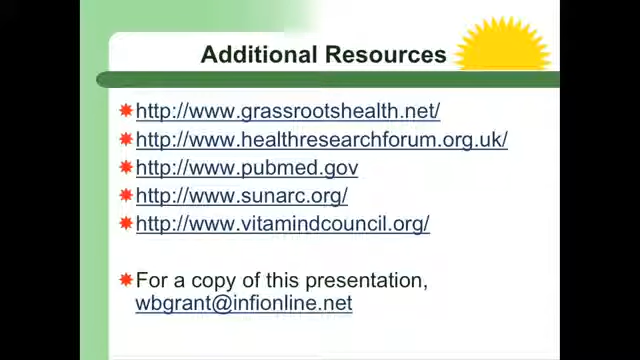 Additional Resources
http://www.grassrootshealth.net/
http://www.healthresearchforum.org.uk/
http://www.pubmed.gov
http://www.sunarc.org/
http://www.vitamindcouncil.org/
For a copy of this presentation,
wbgrant@infionline.net